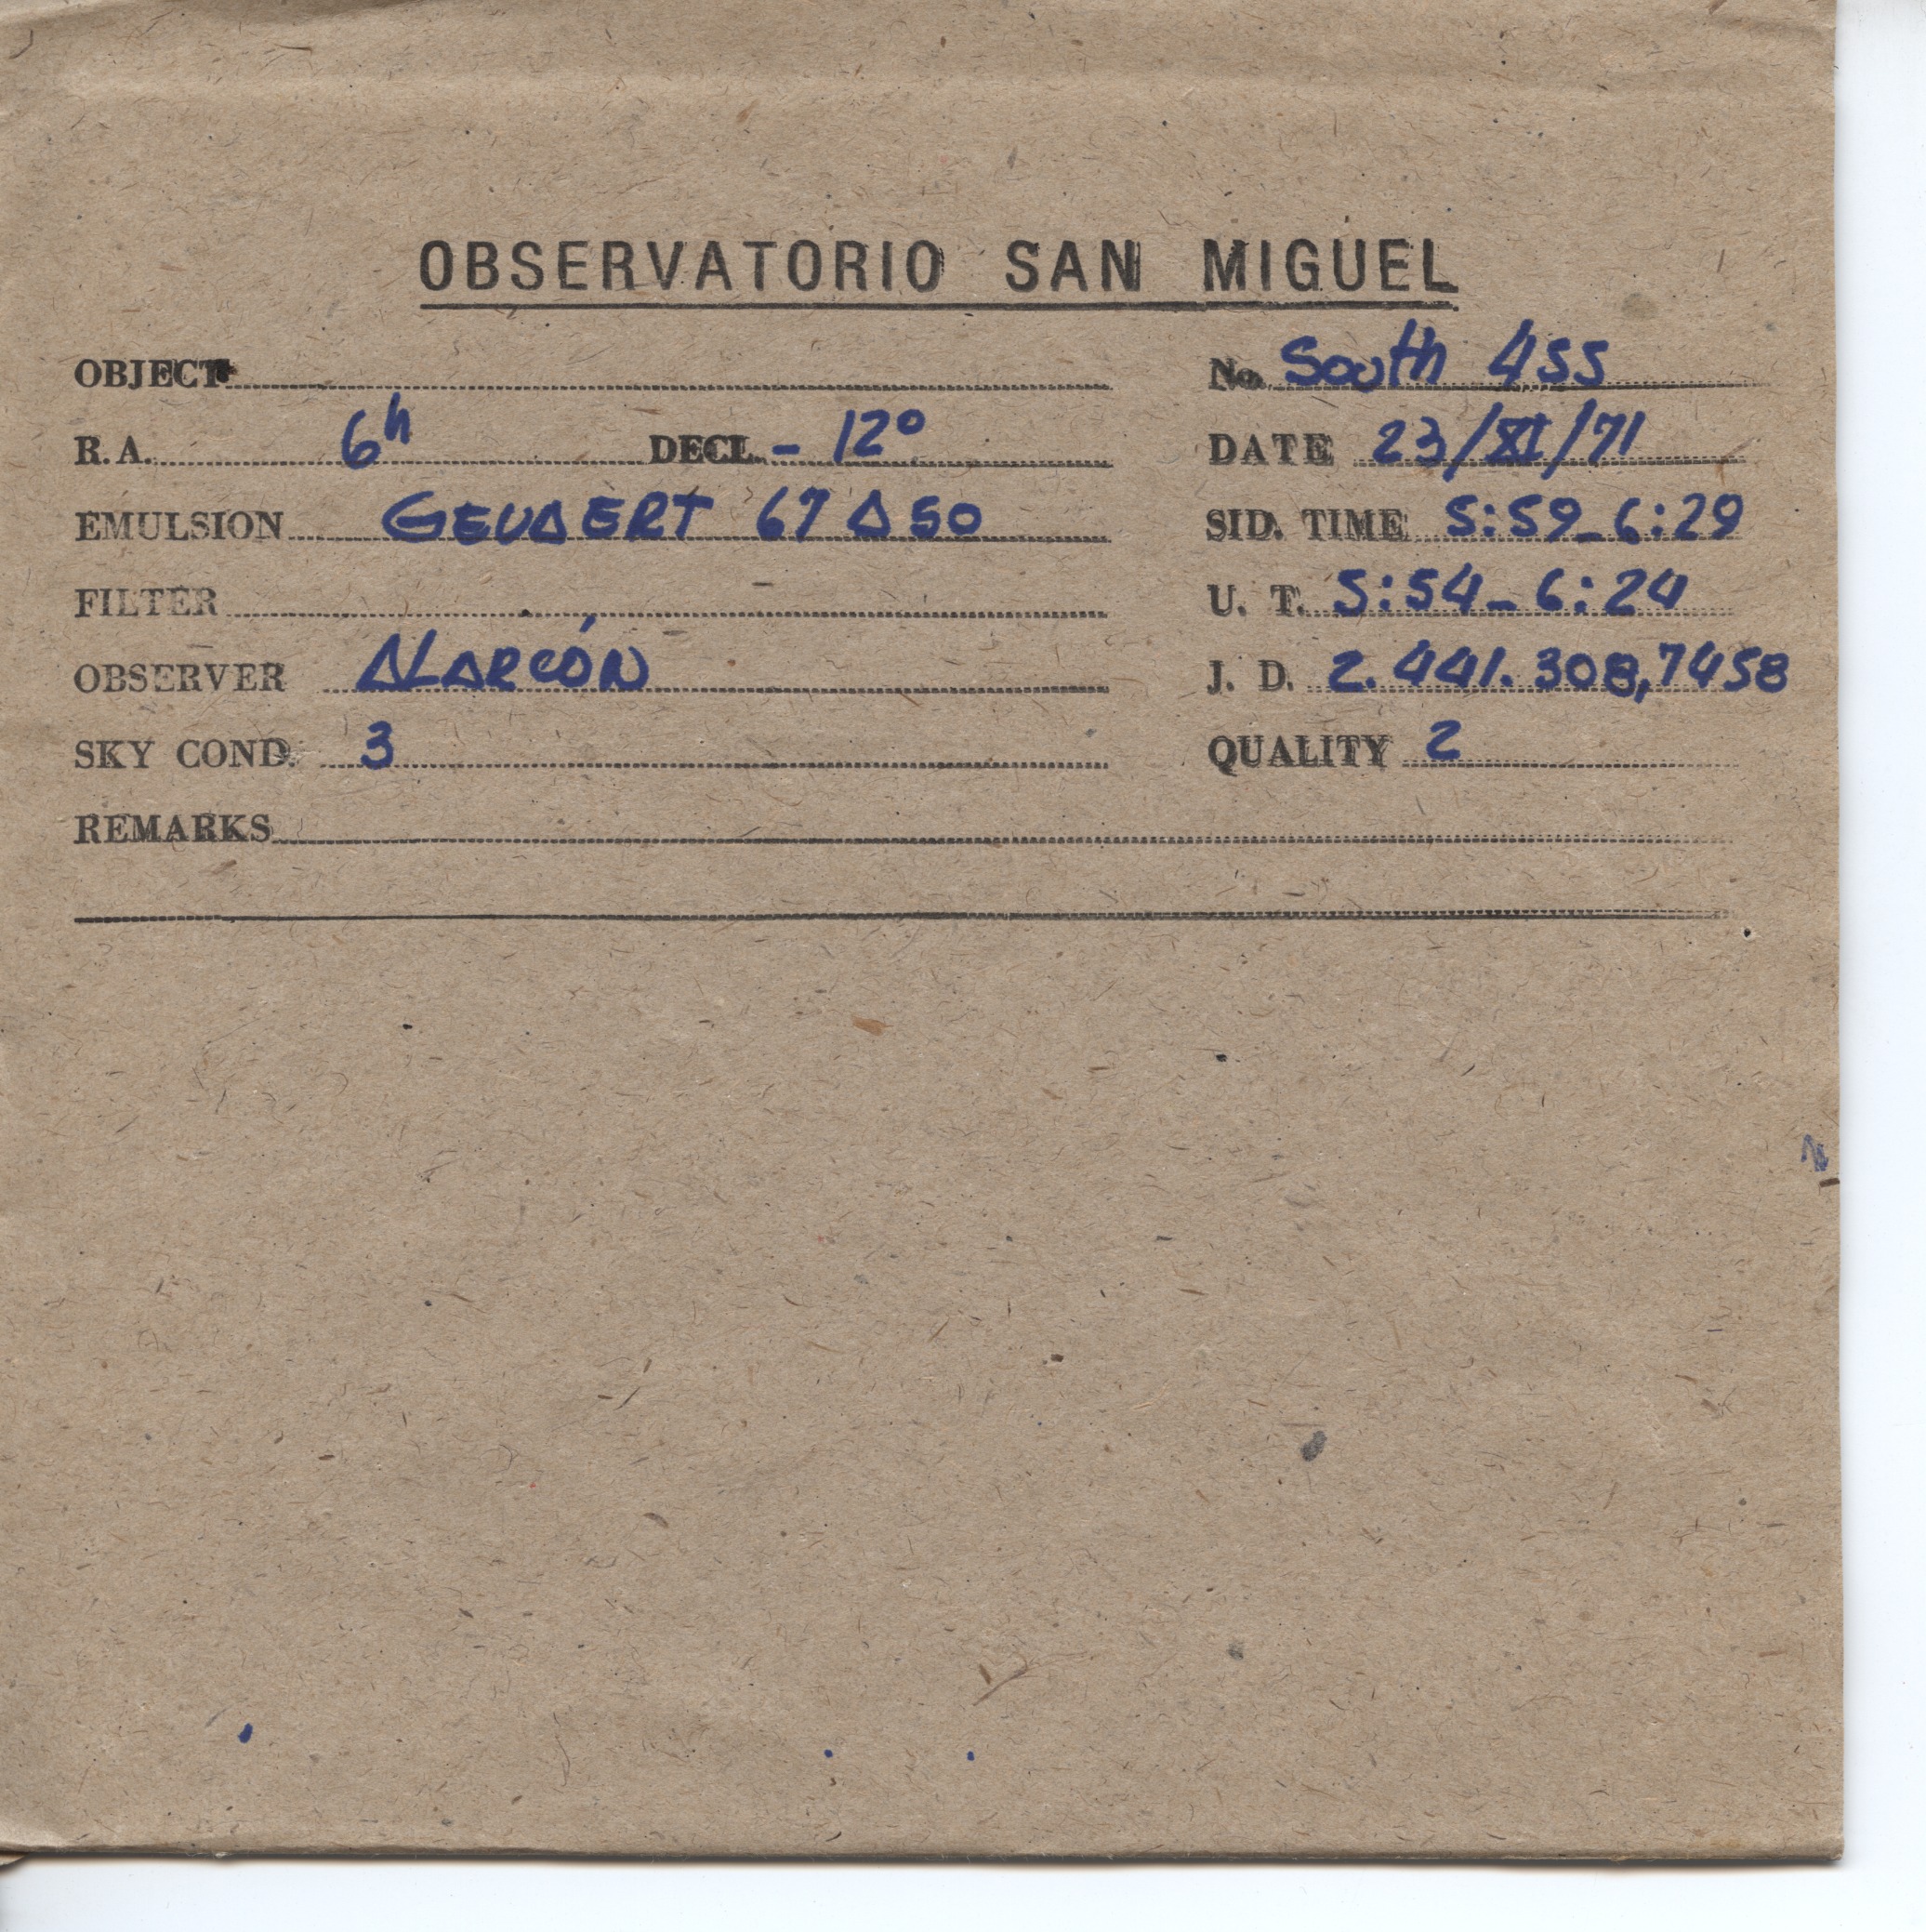 OBSERVATORIO SAN MIGUEL
OBJECT No. South 455
R.A. 6h DECL. - 12° DATE 23/XI/71
EMULSION GEVAERT 67 A 50 SID. TIME 5:59_6:29
FILTER U. T. 5:54_6:24
OBSERVER ALARCÓN J. D. 2.441.308,7458
SKY COND. 3 QUALITY 2
REMARKS